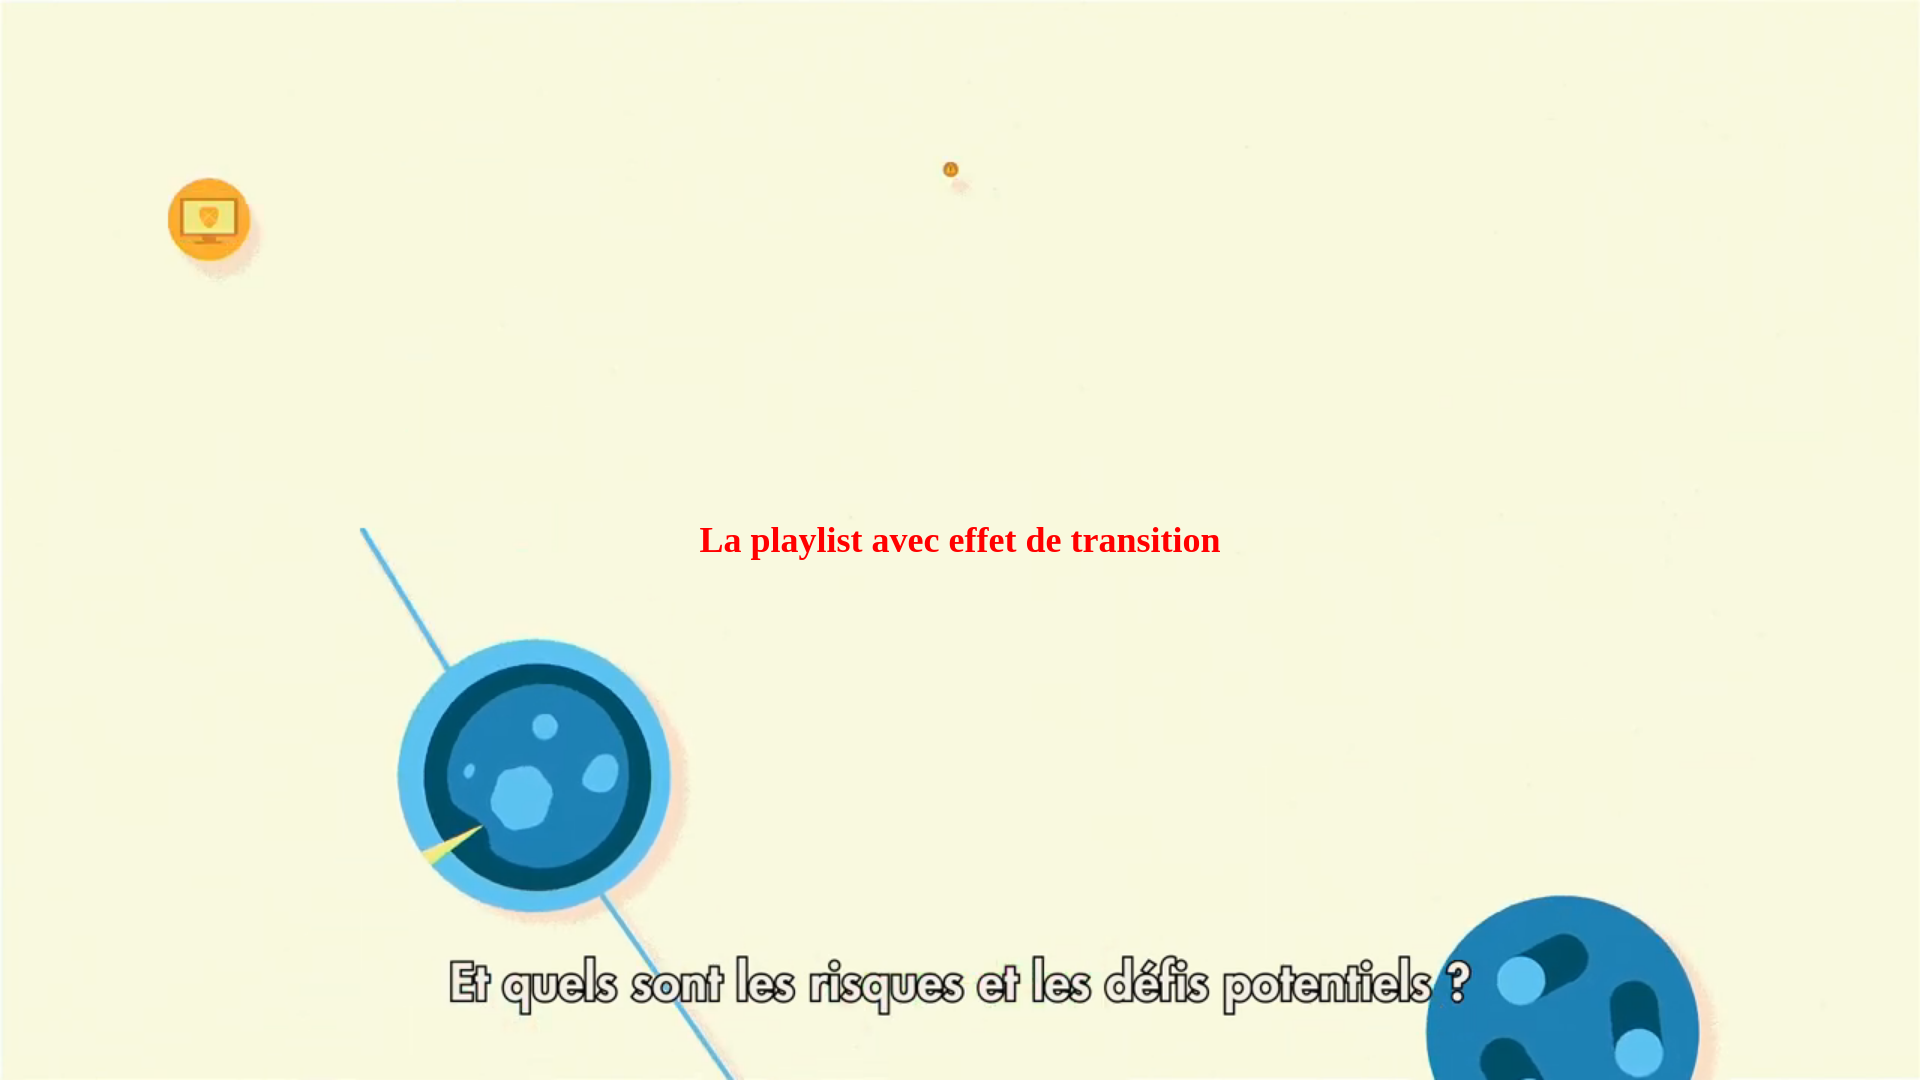 La playlist avec effet de transition
Et quels sont les risques et les défis potentiels ?